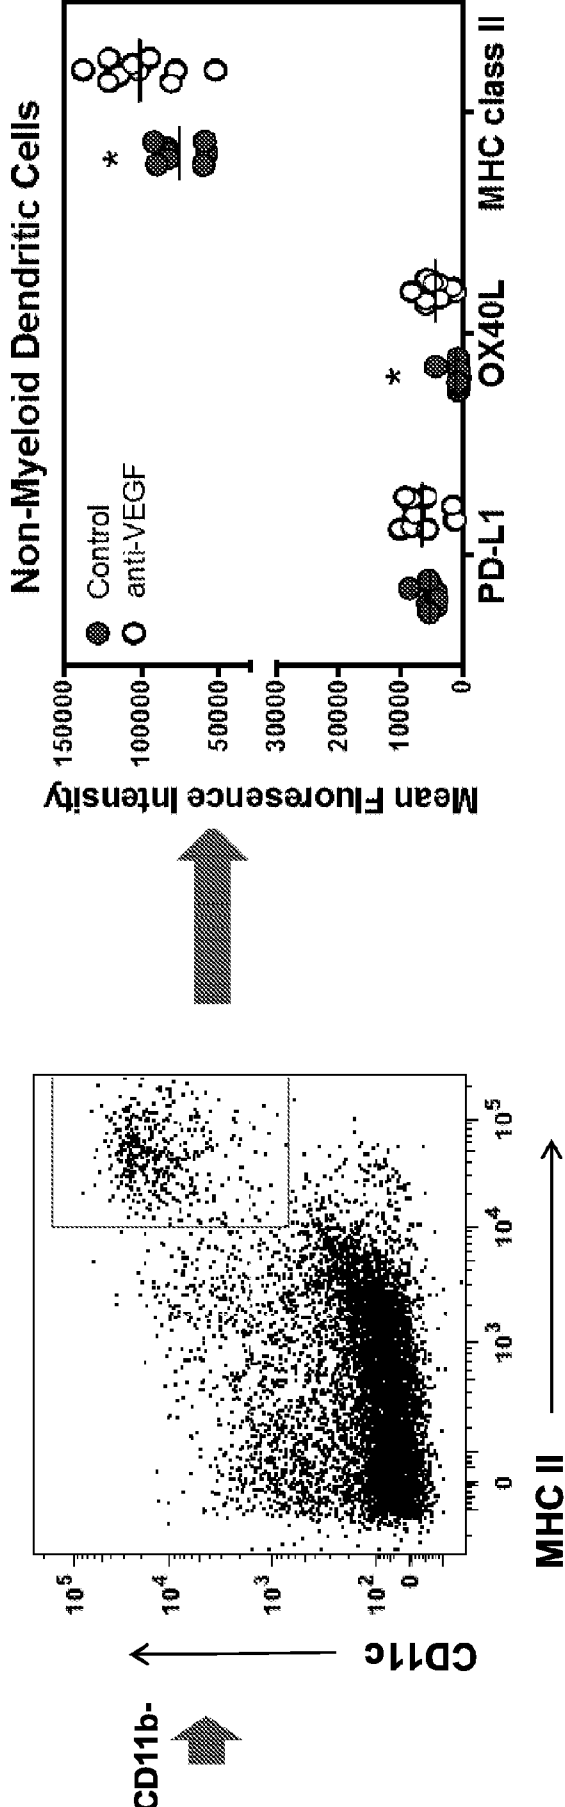 CD11b-
CD11c
10^5
10^4
10^3
10^2
0
0
10^3
10^4
10^5
MHC II
Non-Myeloid Dendritic Cells
Mean Fluoresence Intensity
150000
100000
50000
30000
20000
10000
0
Control
anti-VEGF
*
*
PD-L1
OX40L
MHC class II